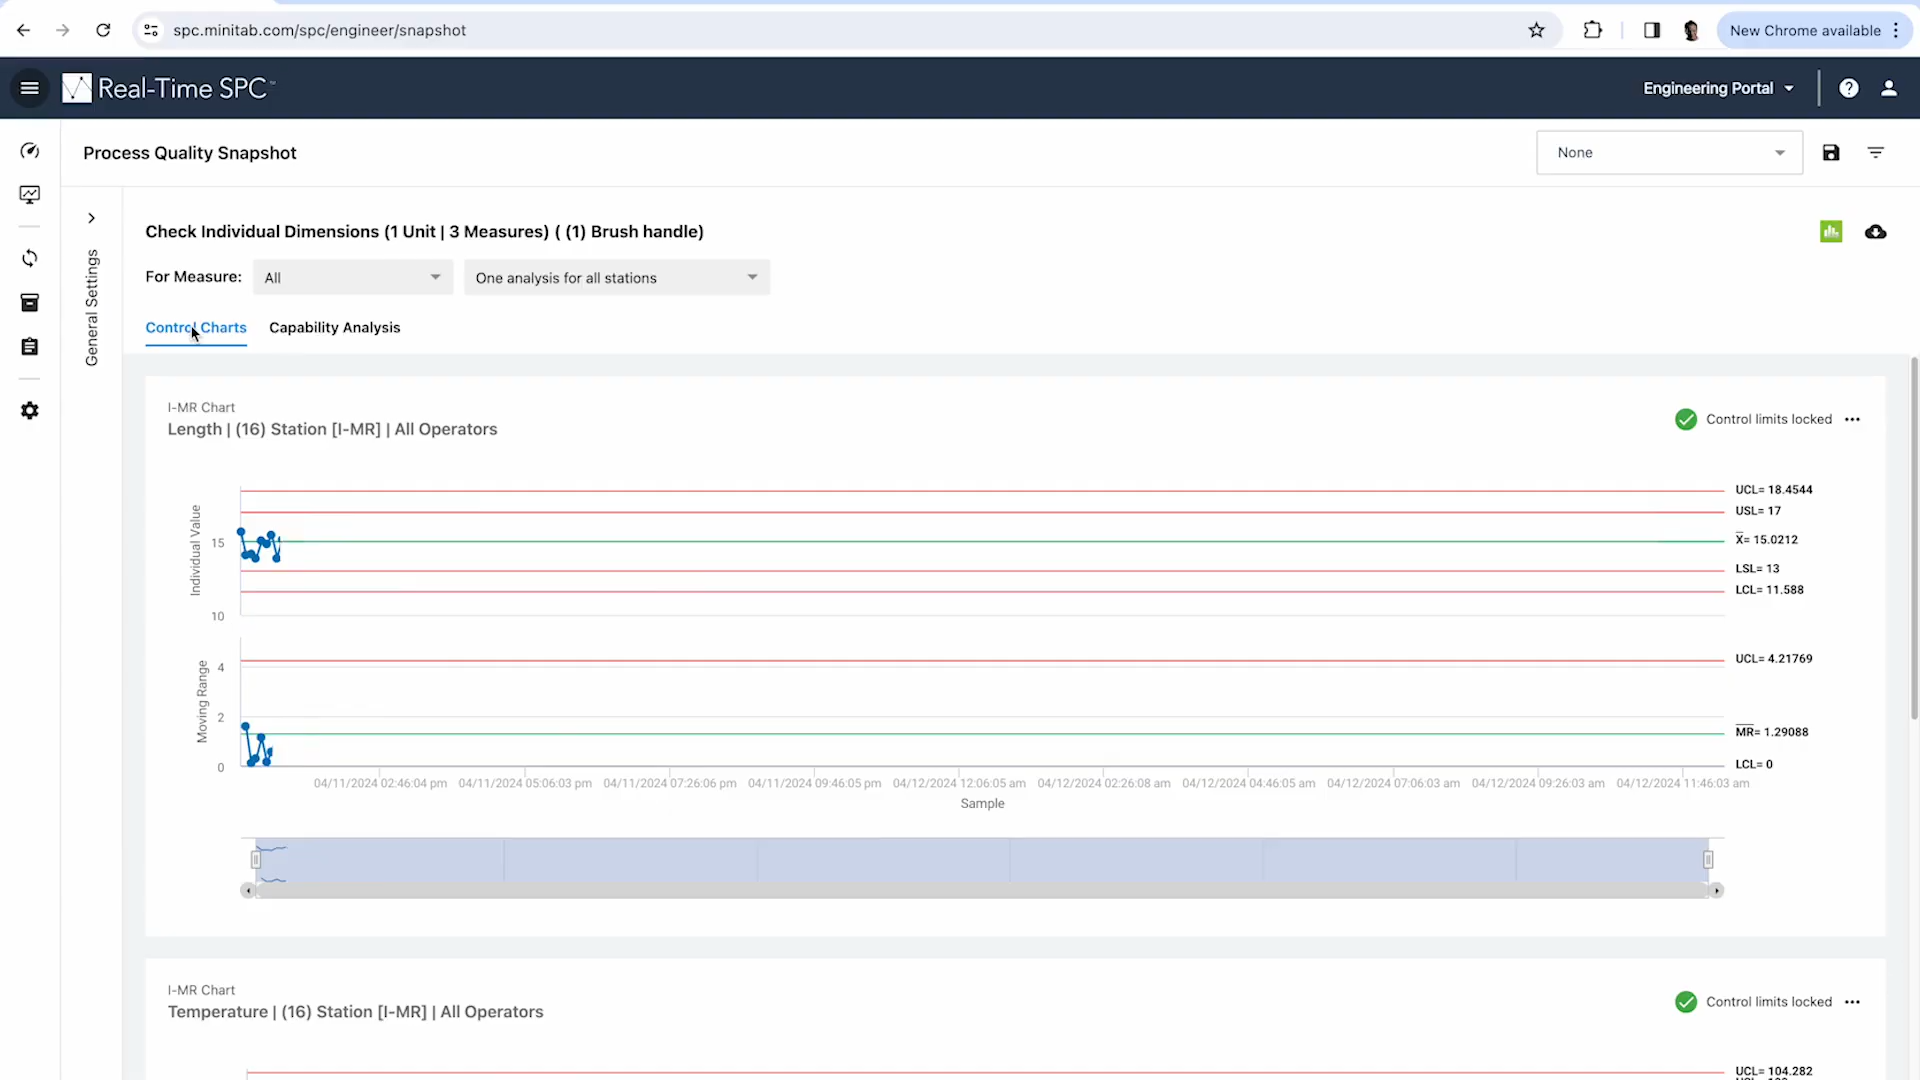 spc.minitab.com/spc/engineer/snapshot
New Chrome available
Real-Time SPC™
Engineering Portal
Process Quality Snapshot
None
General Settings
Check Individual Dimensions (1 Unit | 3 Measures) ( (1) Brush handle)
For Measure:
All
One analysis for all stations
Control Charts
Capability Analysis
I-MR Chart
Length | (16) Station [I-MR] | All Operators
Control limits locked
Individual Value
15
10
UCL= 18.4544
USL= 17
X̅= 15.0212
LSL= 13
LCL= 11.588
Moving Range
4
2
0
UCL= 4.21769
M̅R̅= 1.29088
LCL= 0
04/11/2024 02:46:04 pm
04/11/2024 05:06:03 pm
04/11/2024 07:26:06 pm
04/11/2024 09:46:05 pm
04/12/2024 12:06:05 am
04/12/2024 02:26:08 am
04/12/2024 04:46:05 am
04/12/2024 07:06:03 am
04/12/2024 09:26:03 am
04/12/2024 11:46:03 am
Sample
I-MR Chart
Temperature | (16) Station [I-MR] | All Operators
Control limits locked
UCL= 104.282